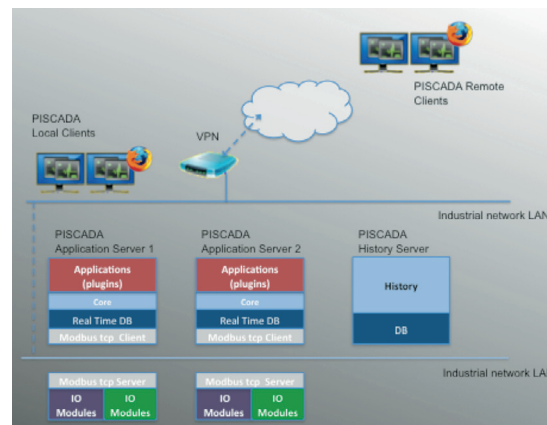 PISCADA Remote
Clients
PISCADA
Local Clients
VPN
Industrial network LAN
PISCADA
Application Server 1
PISCADA
Application Server 2
PISCADA
History Server
Applications
(plugins)
Core
Real Time DB
Modbus tcp Client
Applications
(plugins)
Core
Real Time DB
Modbus tcp Client
History
DB
Industrial network LA
Modbus tcp Server
IO
Modules
IO
Modules
Modbus tcp Server
IO
Modules
IO
Modules